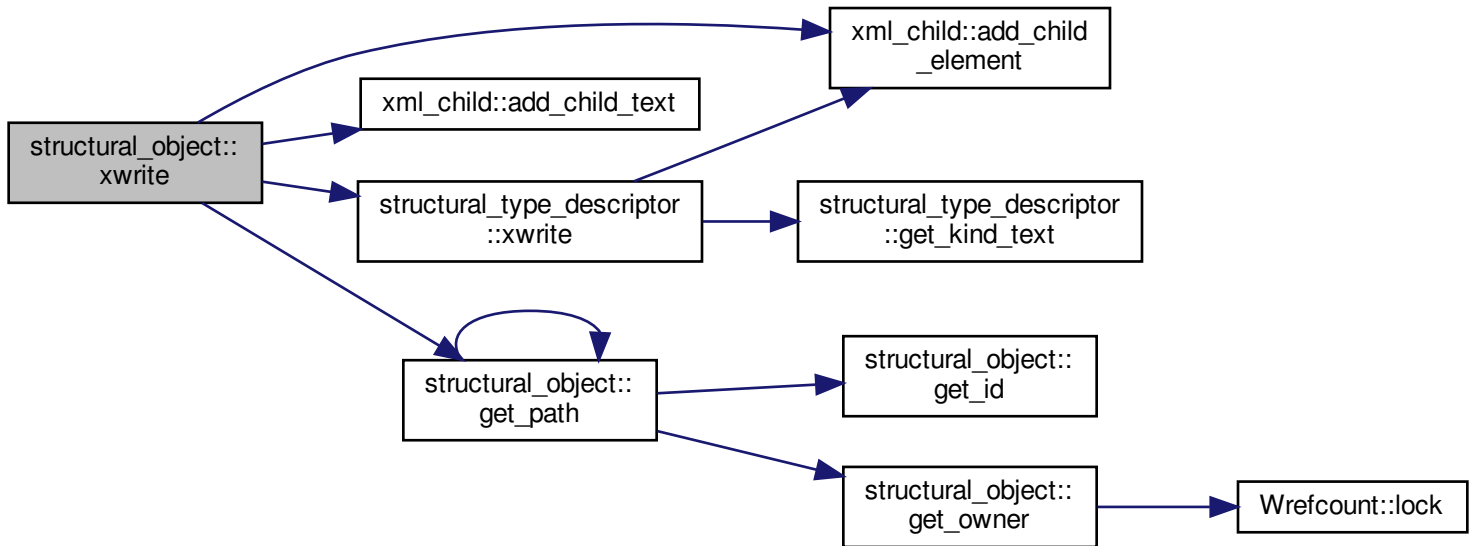 xml_child::add_child
_element
xml_child::add_child_text
structural_object::
xwrite
structural_type_descriptor
::xwrite
structural_type_descriptor
::get_kind_text
structural_object::
get_path
structural_object::
get_id
structural_object::
get_owner
Wrefcount::lock